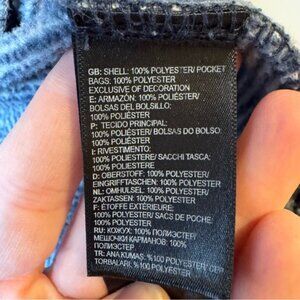 GB: SHELL: 100% POLYESTER/ POCKET
BAGS: 100% POLYESTER
EXCLUSIVE OF DECORATION
E: ARMAZÓN: 100% POLIÉSTER/
BOLSAS DEL BOLSILLO:
100% POLIÉSTER
P: TECIDO PRINCIPAL:
100% POLIÉSTER/ BOLSAS DO BOLSO:
100% POLIÉSTER
I: RIVESTIMENTO:
100% POLIESTERE/ SACCHI TASCA:
100% POLIESTERE
D: OBERSTOFF: 100% POLYESTER/
EINGRIFFTASCHEN: 100% POLYESTER
NL: OMHULSEL: 100% POLYESTER/
ZAKTASSEN: 100% POLYESTER
F: ÉTOFFE EXTÉRIEURE:
100% POLYESTER/ SACS DE POCHE:
100% POLYESTER
RU: КОЖУХ: 100% ПОЛИЭСТЕР/
МЕШОЧКИ КАРМАНОВ: 100%
ПОЛИЭСТЕР
TR: ANA KUMAŞ: %100 POLYESTER/ CEP
TORBALARI: %100 POLYESTER